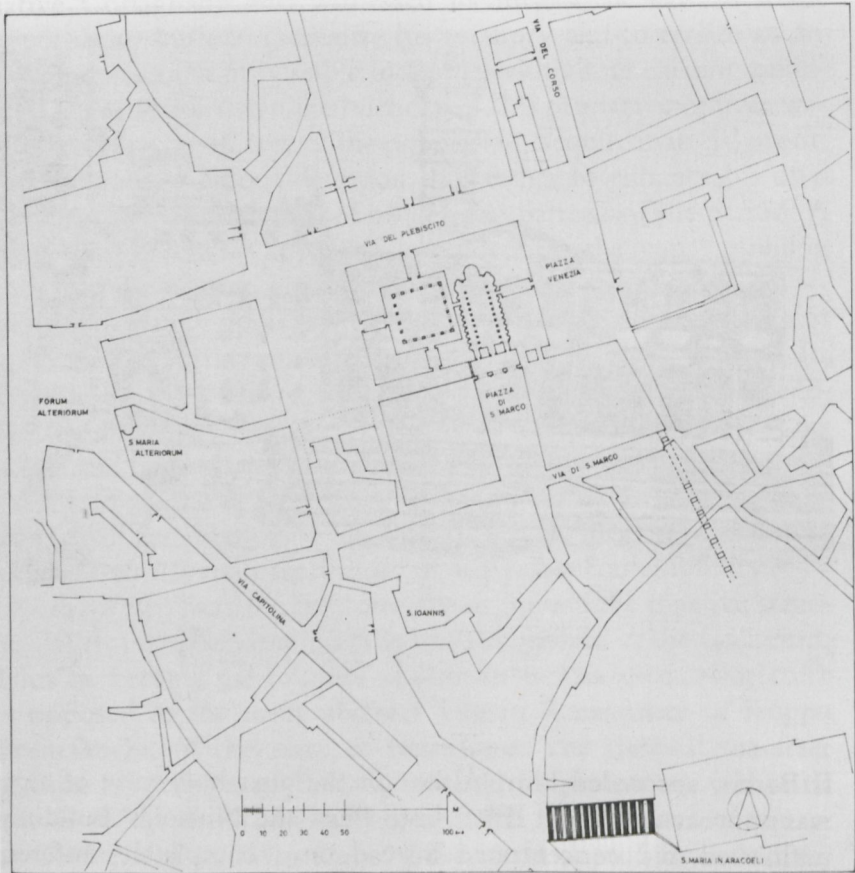 VIA DEL CORSO
VIA DEL PLEBISCITO
PIAZZA
VENEZIA
PIAZZA
DI
S MARCO
FORUM
ALTERIORUM
S.MARIA
ALTERIORUM
VIA DI S.MARCO
VIA CAPITOLINA
S.IOANNIS
M
0 10 20 30 40 50 100
S.MARIA IN ARACOELI